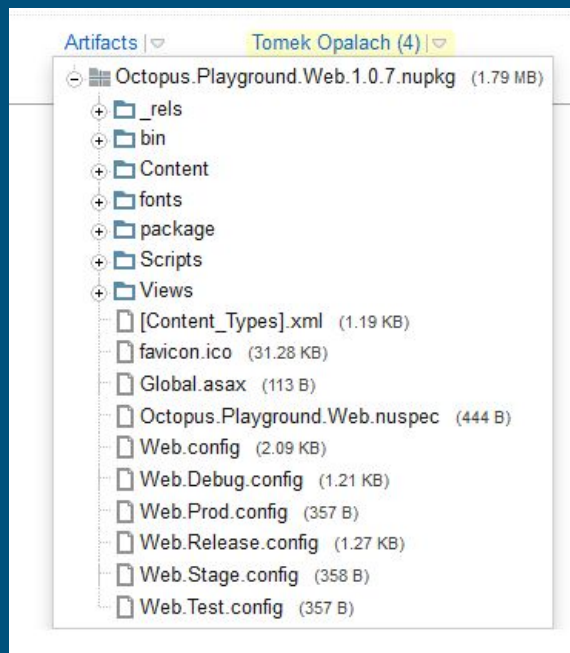 Artifacts | Tomek Opalach (4) |
Octopus.Playground.Web.1.0.7.nupkg (1.79 MB)
_rels
bin
Content
fonts
package
Scripts
Views
[Content_Types].xml (1.19 KB)
favicon.ico (31.28 KB)
Global.asax (113 B)
Octopus.Playground.Web.nuspec (444 B)
Web.config (2.09 KB)
Web.Debug.config (1.21 KB)
Web.Prod.config (357 B)
Web.Release.config (1.27 KB)
Web.Stage.config (358 B)
Web.Test.config (357 B)